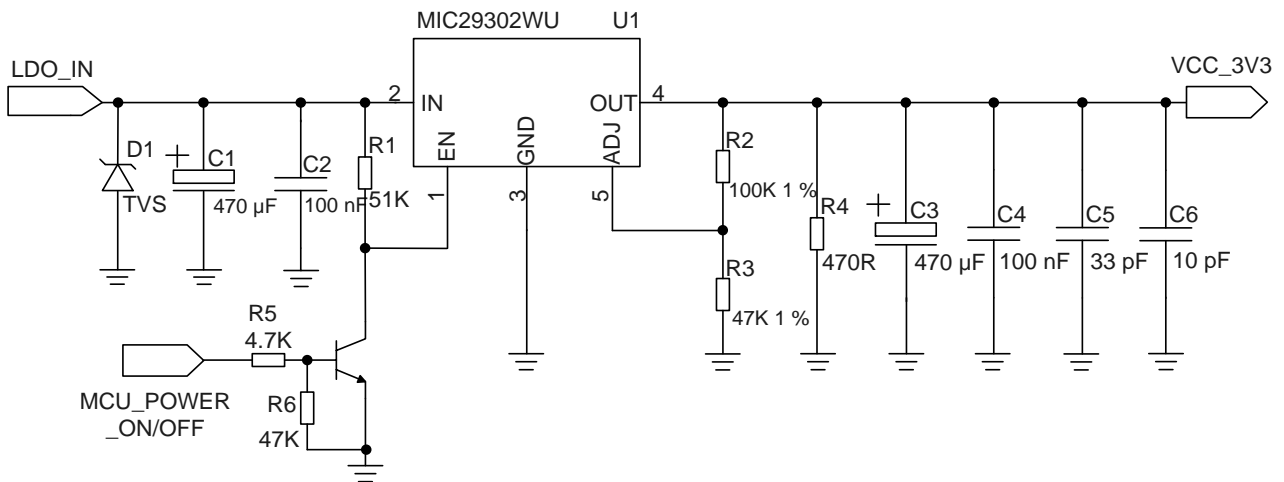 MIC29302WU
U1
LDO_IN
VCC_3V3
2
IN
OUT
4
EN
GND
ADJ
1
3
5
D1
TVS
+
C1
470 µF
C2
100 nF
R1
51K
R2
100K 1 %
R3
47K 1 %
R4
470R
+
C3
470 µF
C4
100 nF
C5
33 pF
C6
10 pF
R5
4.7K
R6
47K
MCU_POWER
_ON/OFF